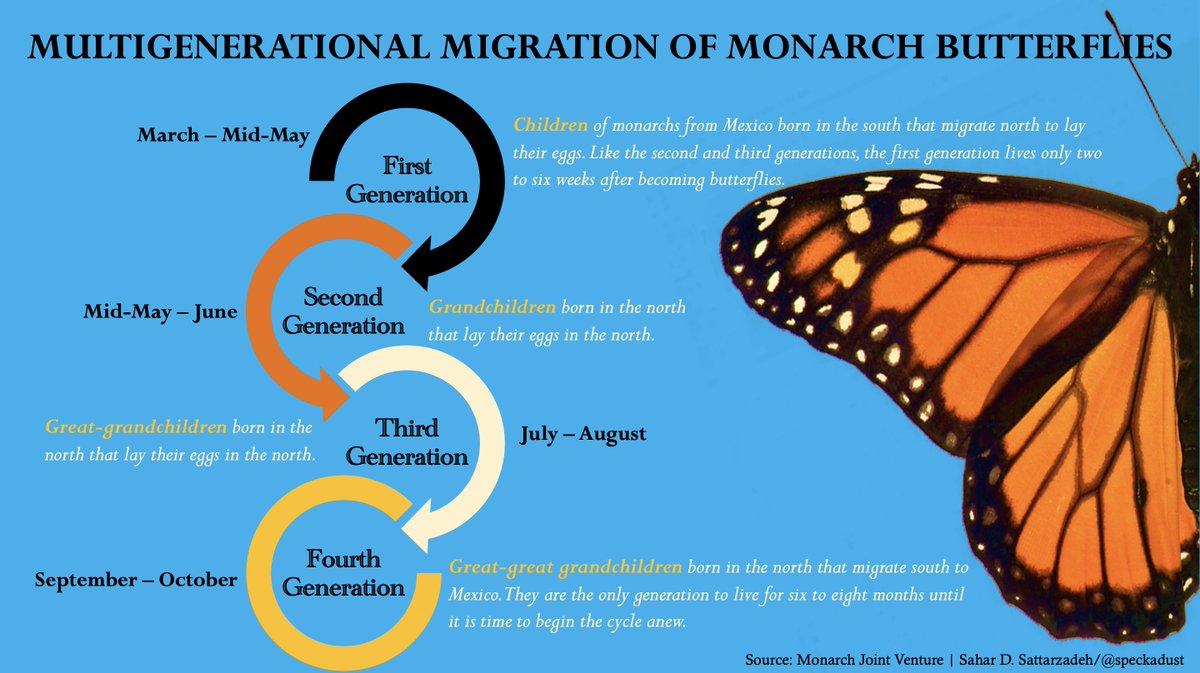 MULTIGENERATIONAL MIGRATION OF MONARCH BUTTERFLIES
March – Mid-May
First
Generation
Children of monarchs from Mexico born in the south that migrate north to lay
their eggs. Like the second and third generations, the first generation lives only two
to six weeks after becoming butterflies.
Mid-May – June
Second
Generation
Grandchildren born in the north
that lay their eggs in the north.
Great-grandchildren born in the
north that lay their eggs in the north.
Third
Generation
July – August
September – October
Fourth
Generation
Great-great grandchildren born in the north that migrate south to
Mexico. They are the only generation to live for six to eight months until
it is time to begin the cycle anew.
Source: Monarch Joint Venture | Sahar D. Sattarzadeh/@speckadust